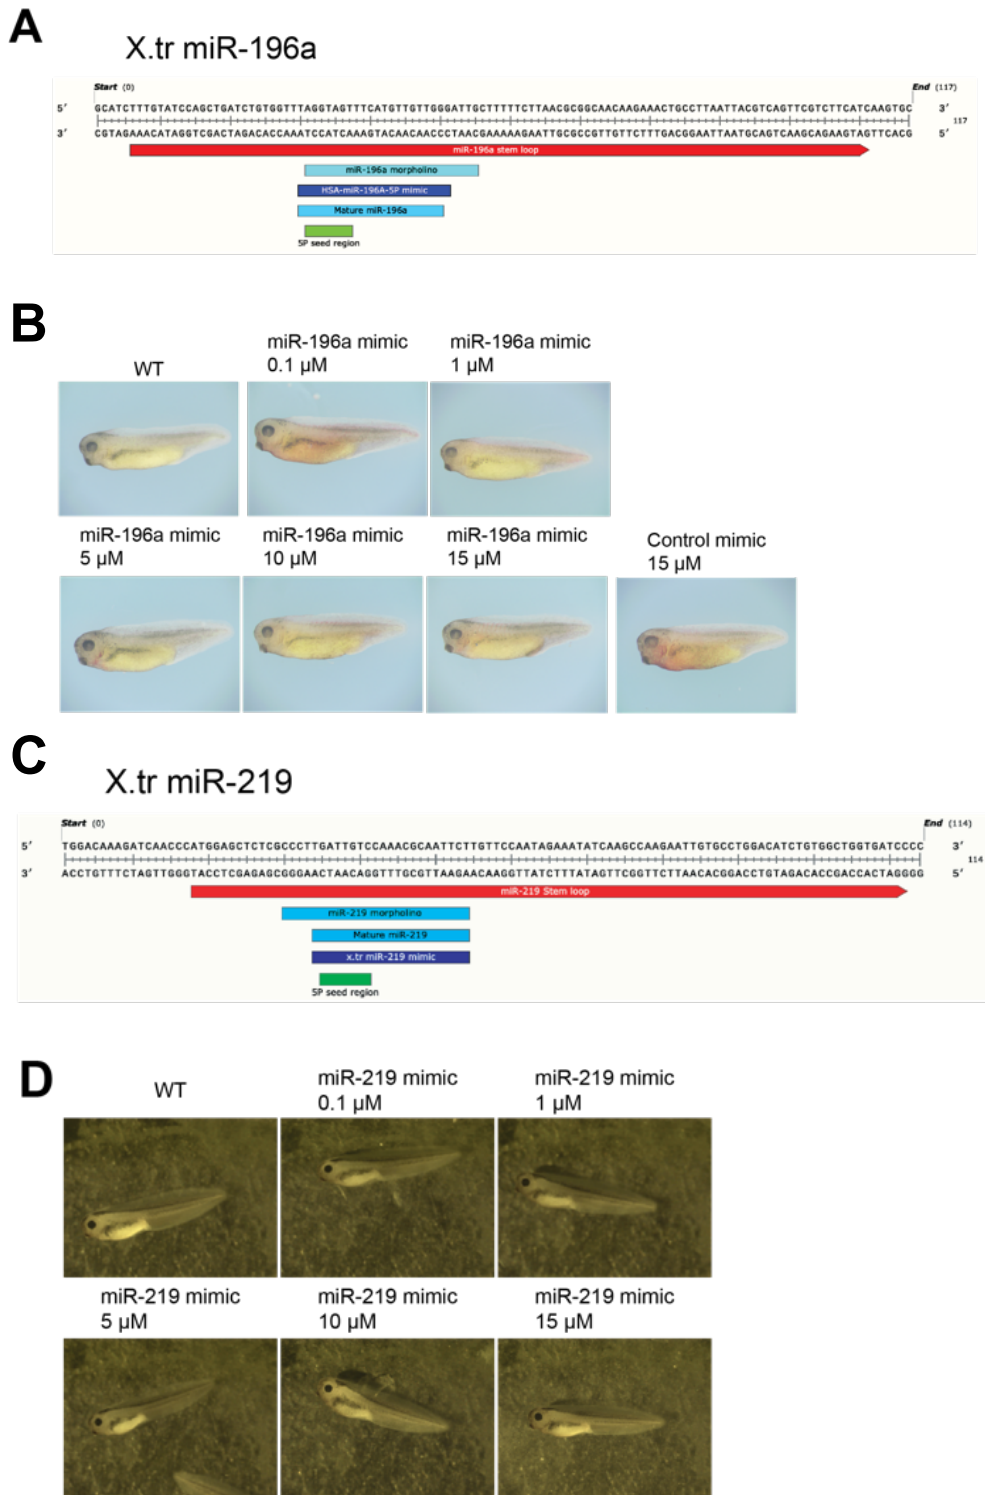 A
X.tr miR-196a
Start (0)
End (117)
5′ GCATCTTTGTATCCAGCTGATCTGTGGTTTAGGTAGTTTCATGTTGTTGGGATTGCTTTTTCTTAACGCGGCAACAAGAAACTGCCTTAATTACGTCAGTTCGTCTTCATCAAGTGC 3′
117
3′ CGTAGAAACATAGGTCGACTAGACACCAAATCCATCAAAGTACAACAACCCTAACGAAAAAGAATTGCGCCGTTGTTCTTTGACGGAATTAATGCAGTCAAGCAGAAGTAGTTCACG 5′
miR-196a stem loop
miR-196a morpholino
HSA-miR-196A-5P mimic
Mature miR-196a
5P seed region
B
WT
miR-196a mimic
0.1 µM
miR-196a mimic
1 µM
miR-196a mimic
5 µM
miR-196a mimic
10 µM
miR-196a mimic
15 µM
Control mimic
15 µM
C
X.tr miR-219
Start (0)
End (114)
5′ TGGACAAAGATCAACCCATGGAGCTCTCGCCCTTGATTGTCCAAACGCAATTCTTGTTCCAATAGAAATATCAAGCCAAGAATTGTGCCTGGACATCTGTGGCTGGTGATCCCC 3′
114
3′ ACCTGTTTCTAGTTGGGTACCTCGAGAGCGGGAACTAACAGGTTTGCGTTAAGAACAAGGTTATCTTTATAGTTCGGTTCTTAACACGGACCTGTAGACACCGACCACTAGGGG 5′
miR-219 Stem loop
miR-219 morpholino
Mature miR-219
x.tr miR-219 mimic
5P seed region
D
WT
miR-219 mimic
0.1 µM
miR-219 mimic
1 µM
miR-219 mimic
5 µM
miR-219 mimic
10 µM
miR-219 mimic
15 µM